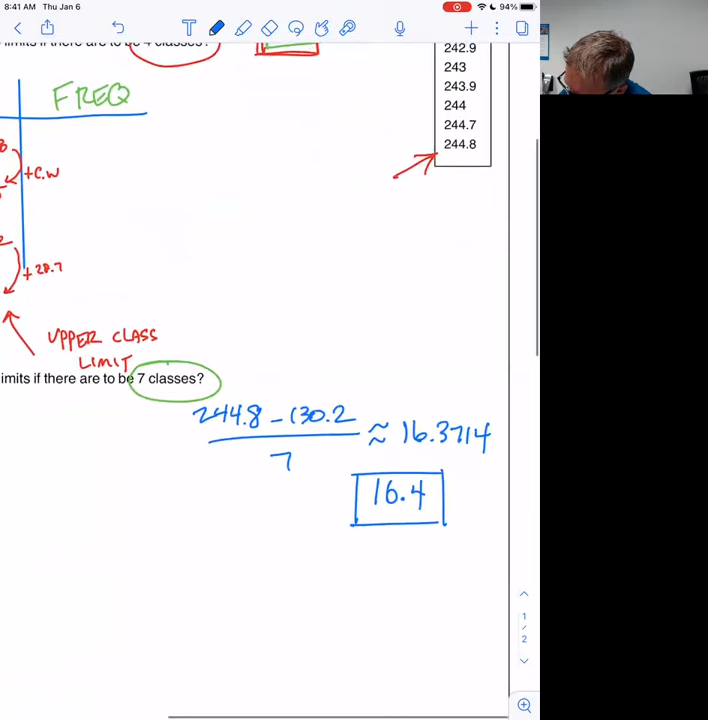 8:41 AM Thu Jan 6
94%
limits if there are to be 4 classes?
242.9
243
243.9
244
244.7
244.8
FREQ
+C.W
+28.7
UPPER CLASS
LIMIT
imits if there are to be 7 classes?
244.8 - 130.2
7
≈ 16.3714
16.4
1
2